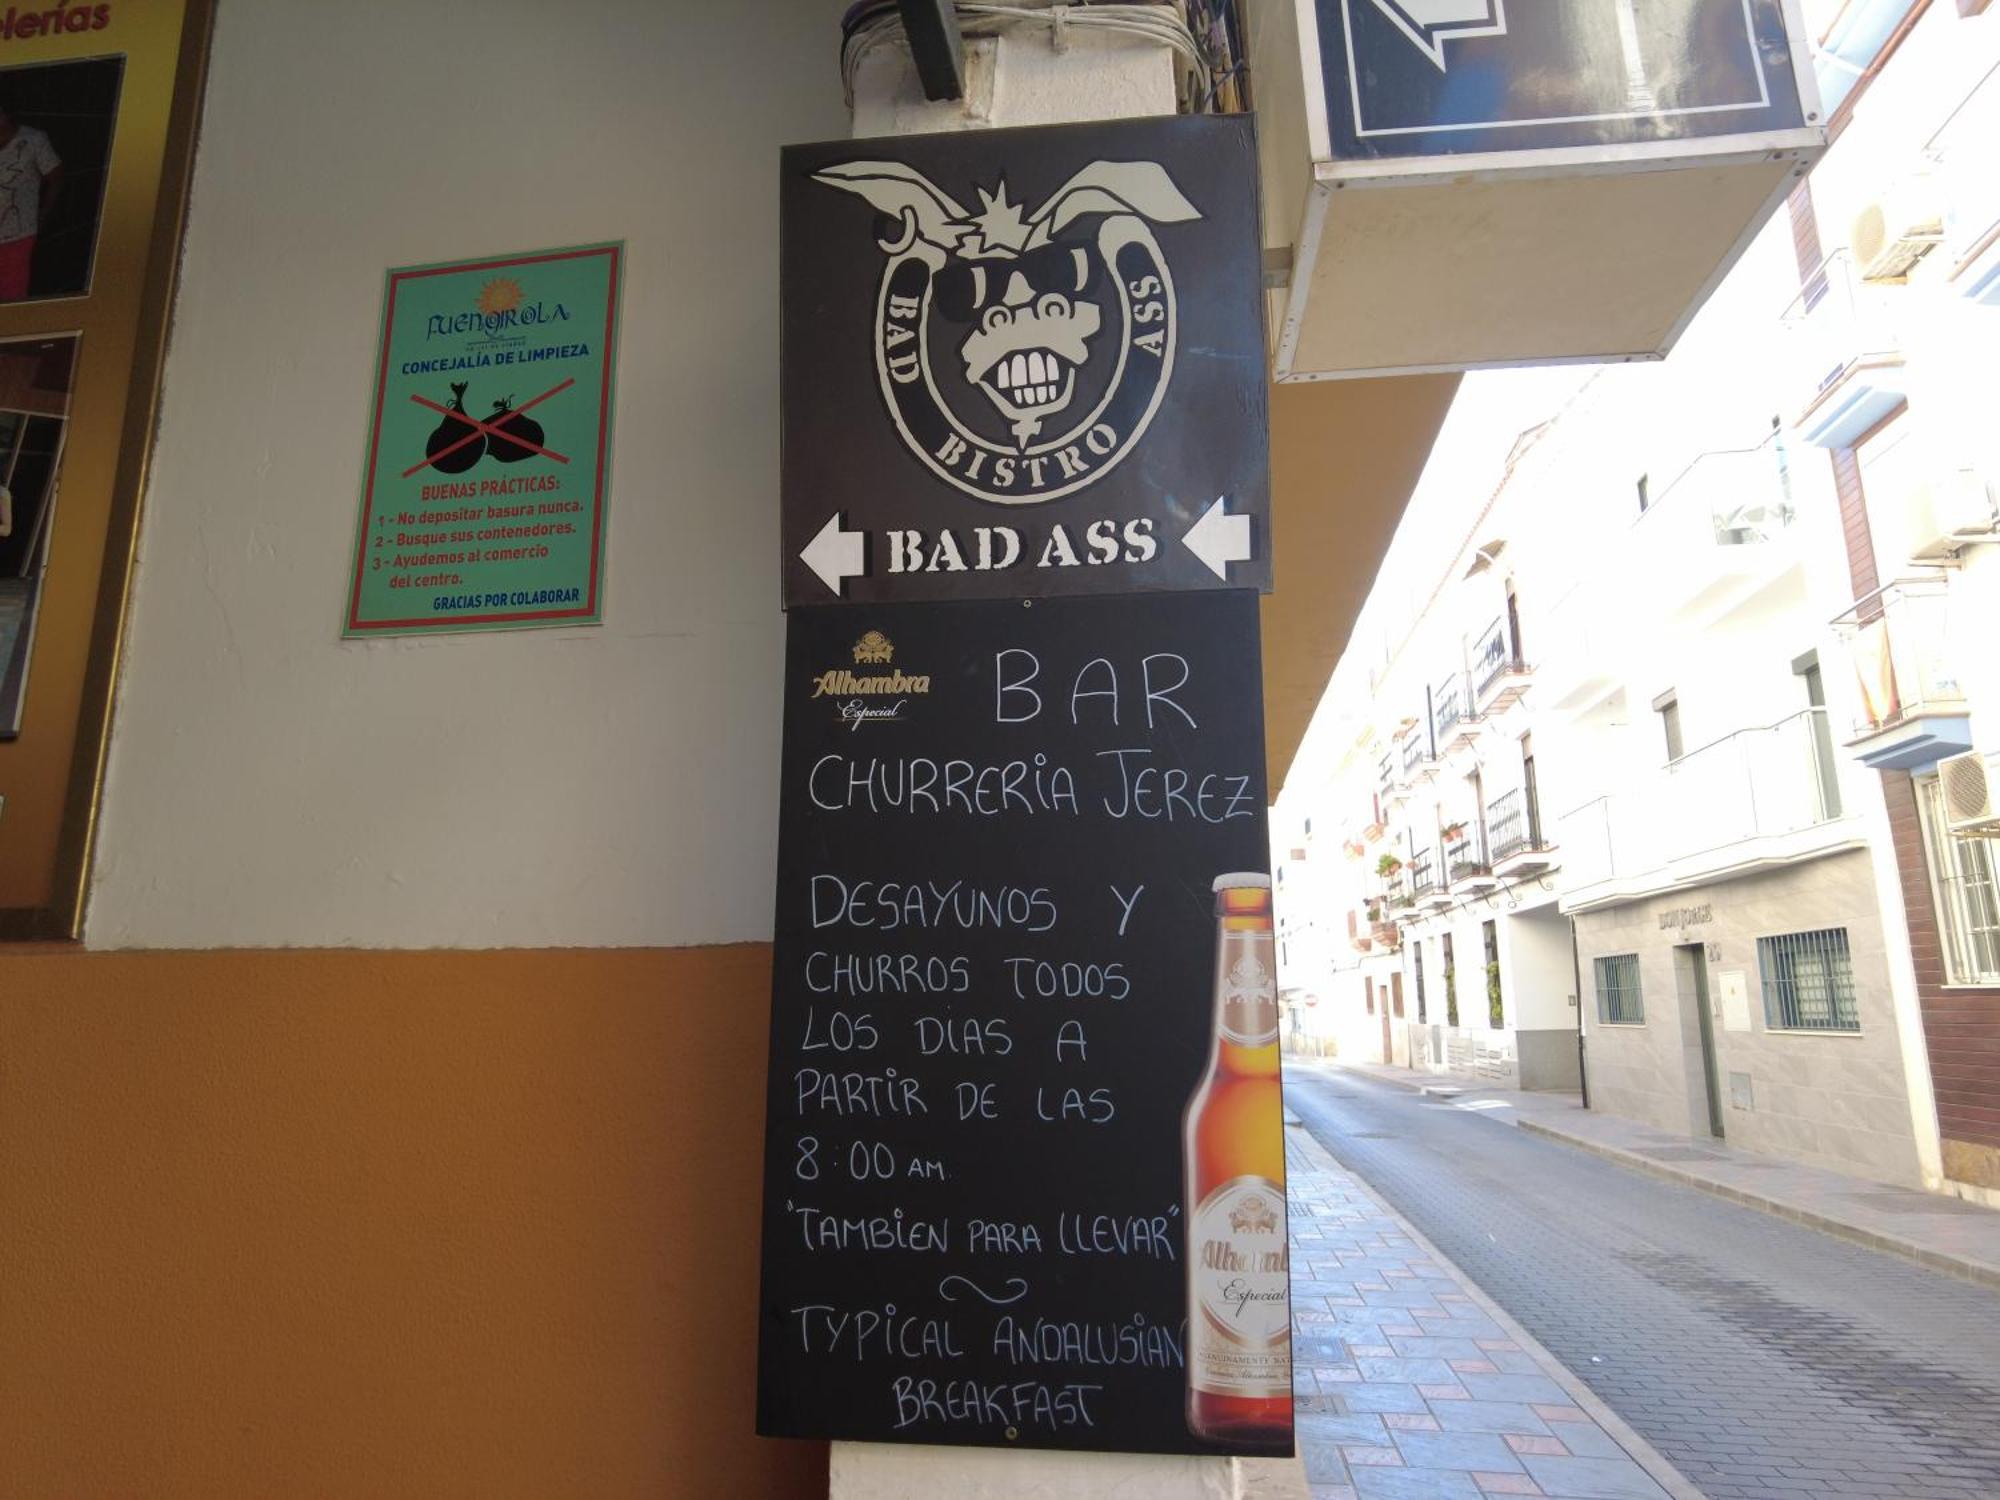 elerías
FUENGIROLA
CONCEJALÍA DE LIMPIEZA
BUENAS PRÁCTICAS:
1 - No depositar basura nunca.
2 - Busque sus contenedores.
3 - Ayudemos al comercio
del centro.
GRACIAS POR COLABORAR
BAD ASS
BISTRO
BAD ASS
Alhambra
Especial
BAR
CHURRERiA JEREZ
DESAYUNOS Y
CHURROS TODOS
LOS DiAS A
PARTiR DE LAS
8:00 AM.
"TAMBiEN PARA LLEVAR"
TYPiCAL ANDALUSiAN
BREAKFAST
Alhamb
Especial